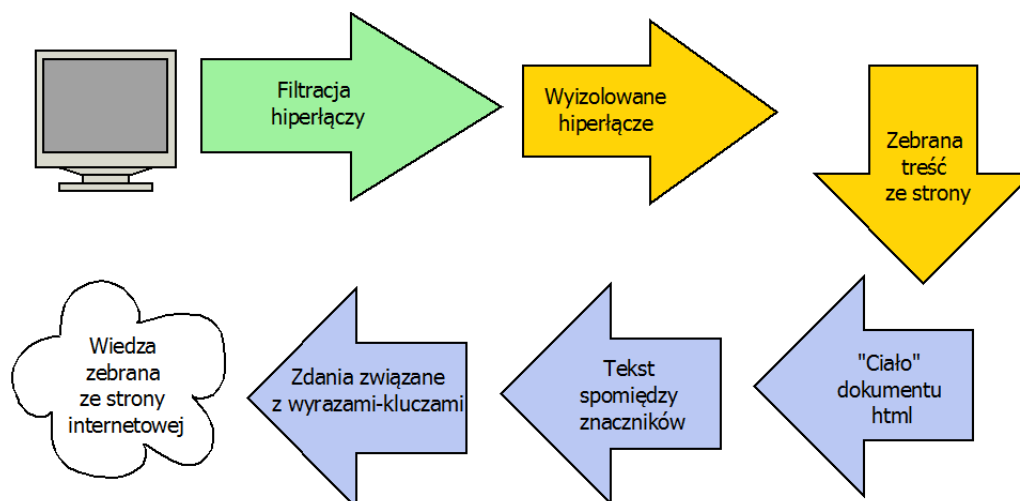 Filtracja
hiperłączy
Wyizolowane
hiperłącze
Zebrana
treść
ze strony
"Ciało"
dokumentu
html
Tekst
spomiędzy
znaczników
Zdania związane
z wyrazami-kluczami
Wiedza
zebrana
ze strony
internetowej